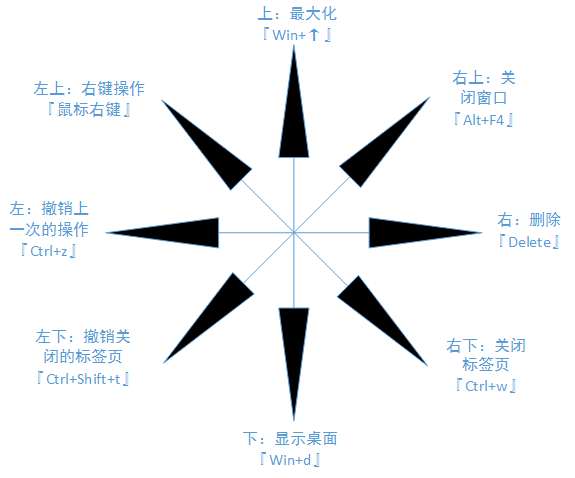 上：最大化
『Win+↑』
左上：右键操作
『鼠标右键』
右上：关
闭窗口
『Alt+F4』
左：撤销上
一次的操作
『Ctrl+z』
右：删除
『Delete』
左下：撤销关
闭的标签页
『Ctrl+Shift+t』
右下：关闭
标签页
『Ctrl+w』
下：显示桌面
『Win+d』